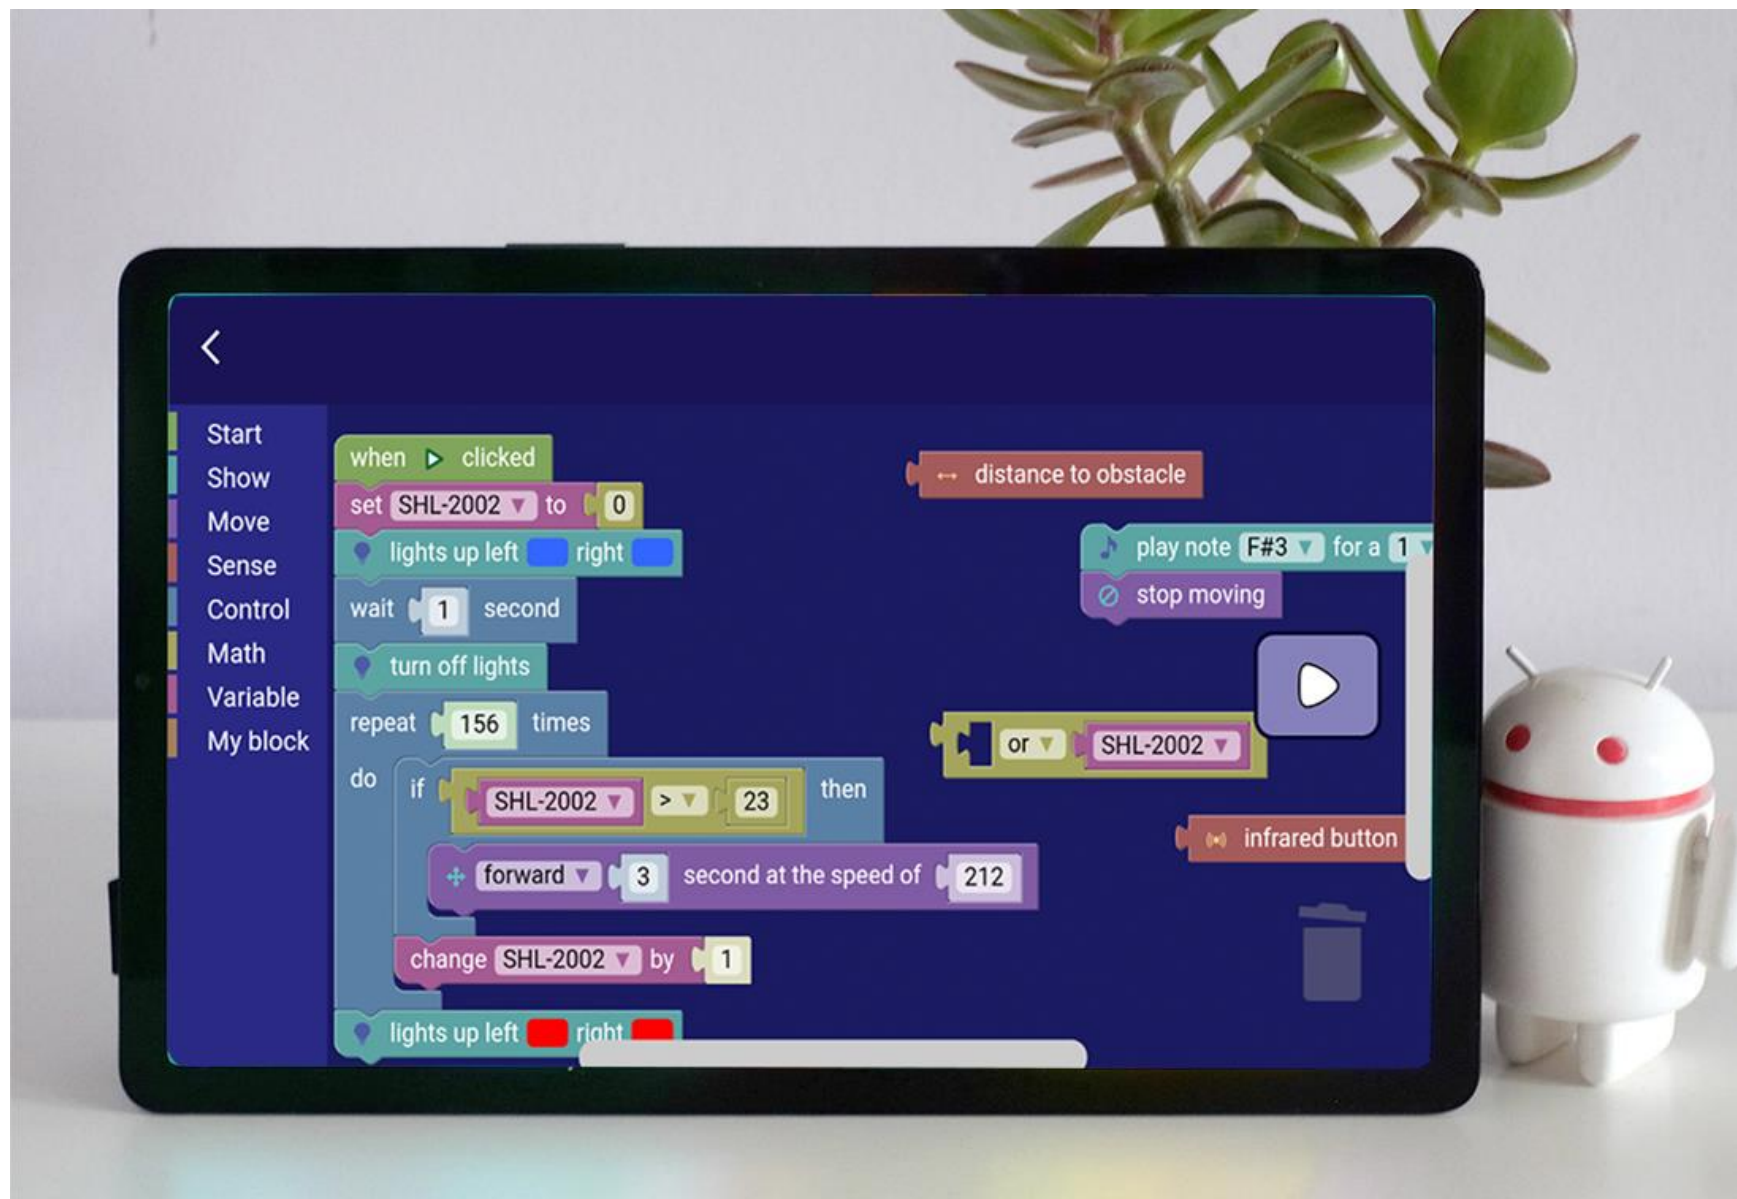 Start
Show
Move
Sense
Control
Math
Variable
My block
when clicked
set SHL-2002 to 0
lights up left right
wait 1 second
turn off lights
repeat 156 times
do if SHL-2002 > 23 then
forward 3 second at the speed of 212
change SHL-2002 by 1
lights up left right
distance to obstacle
play note F#3 for a 1
stop moving
or SHL-2002
infrared button